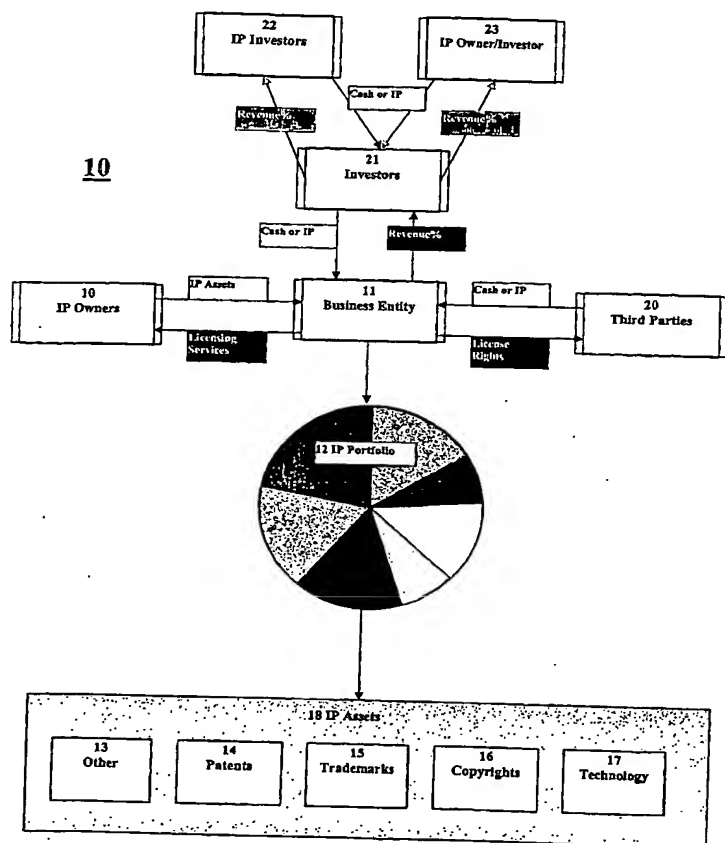 22
IP Investors
23
IP Owner/Investor
Cash or IP
Revenue%
Revenue%
10
21
Investors
Cash or IP
Revenue%
IP Assets
10
IP Owners
11
Business Entity
Cash or IP
20
Third Parties
Licensing
Services
License
Rights
12 IP Portfolio
18 IP Assets
13
Other
14
Patents
15
Trademarks
16
Copyrights
17
Technology